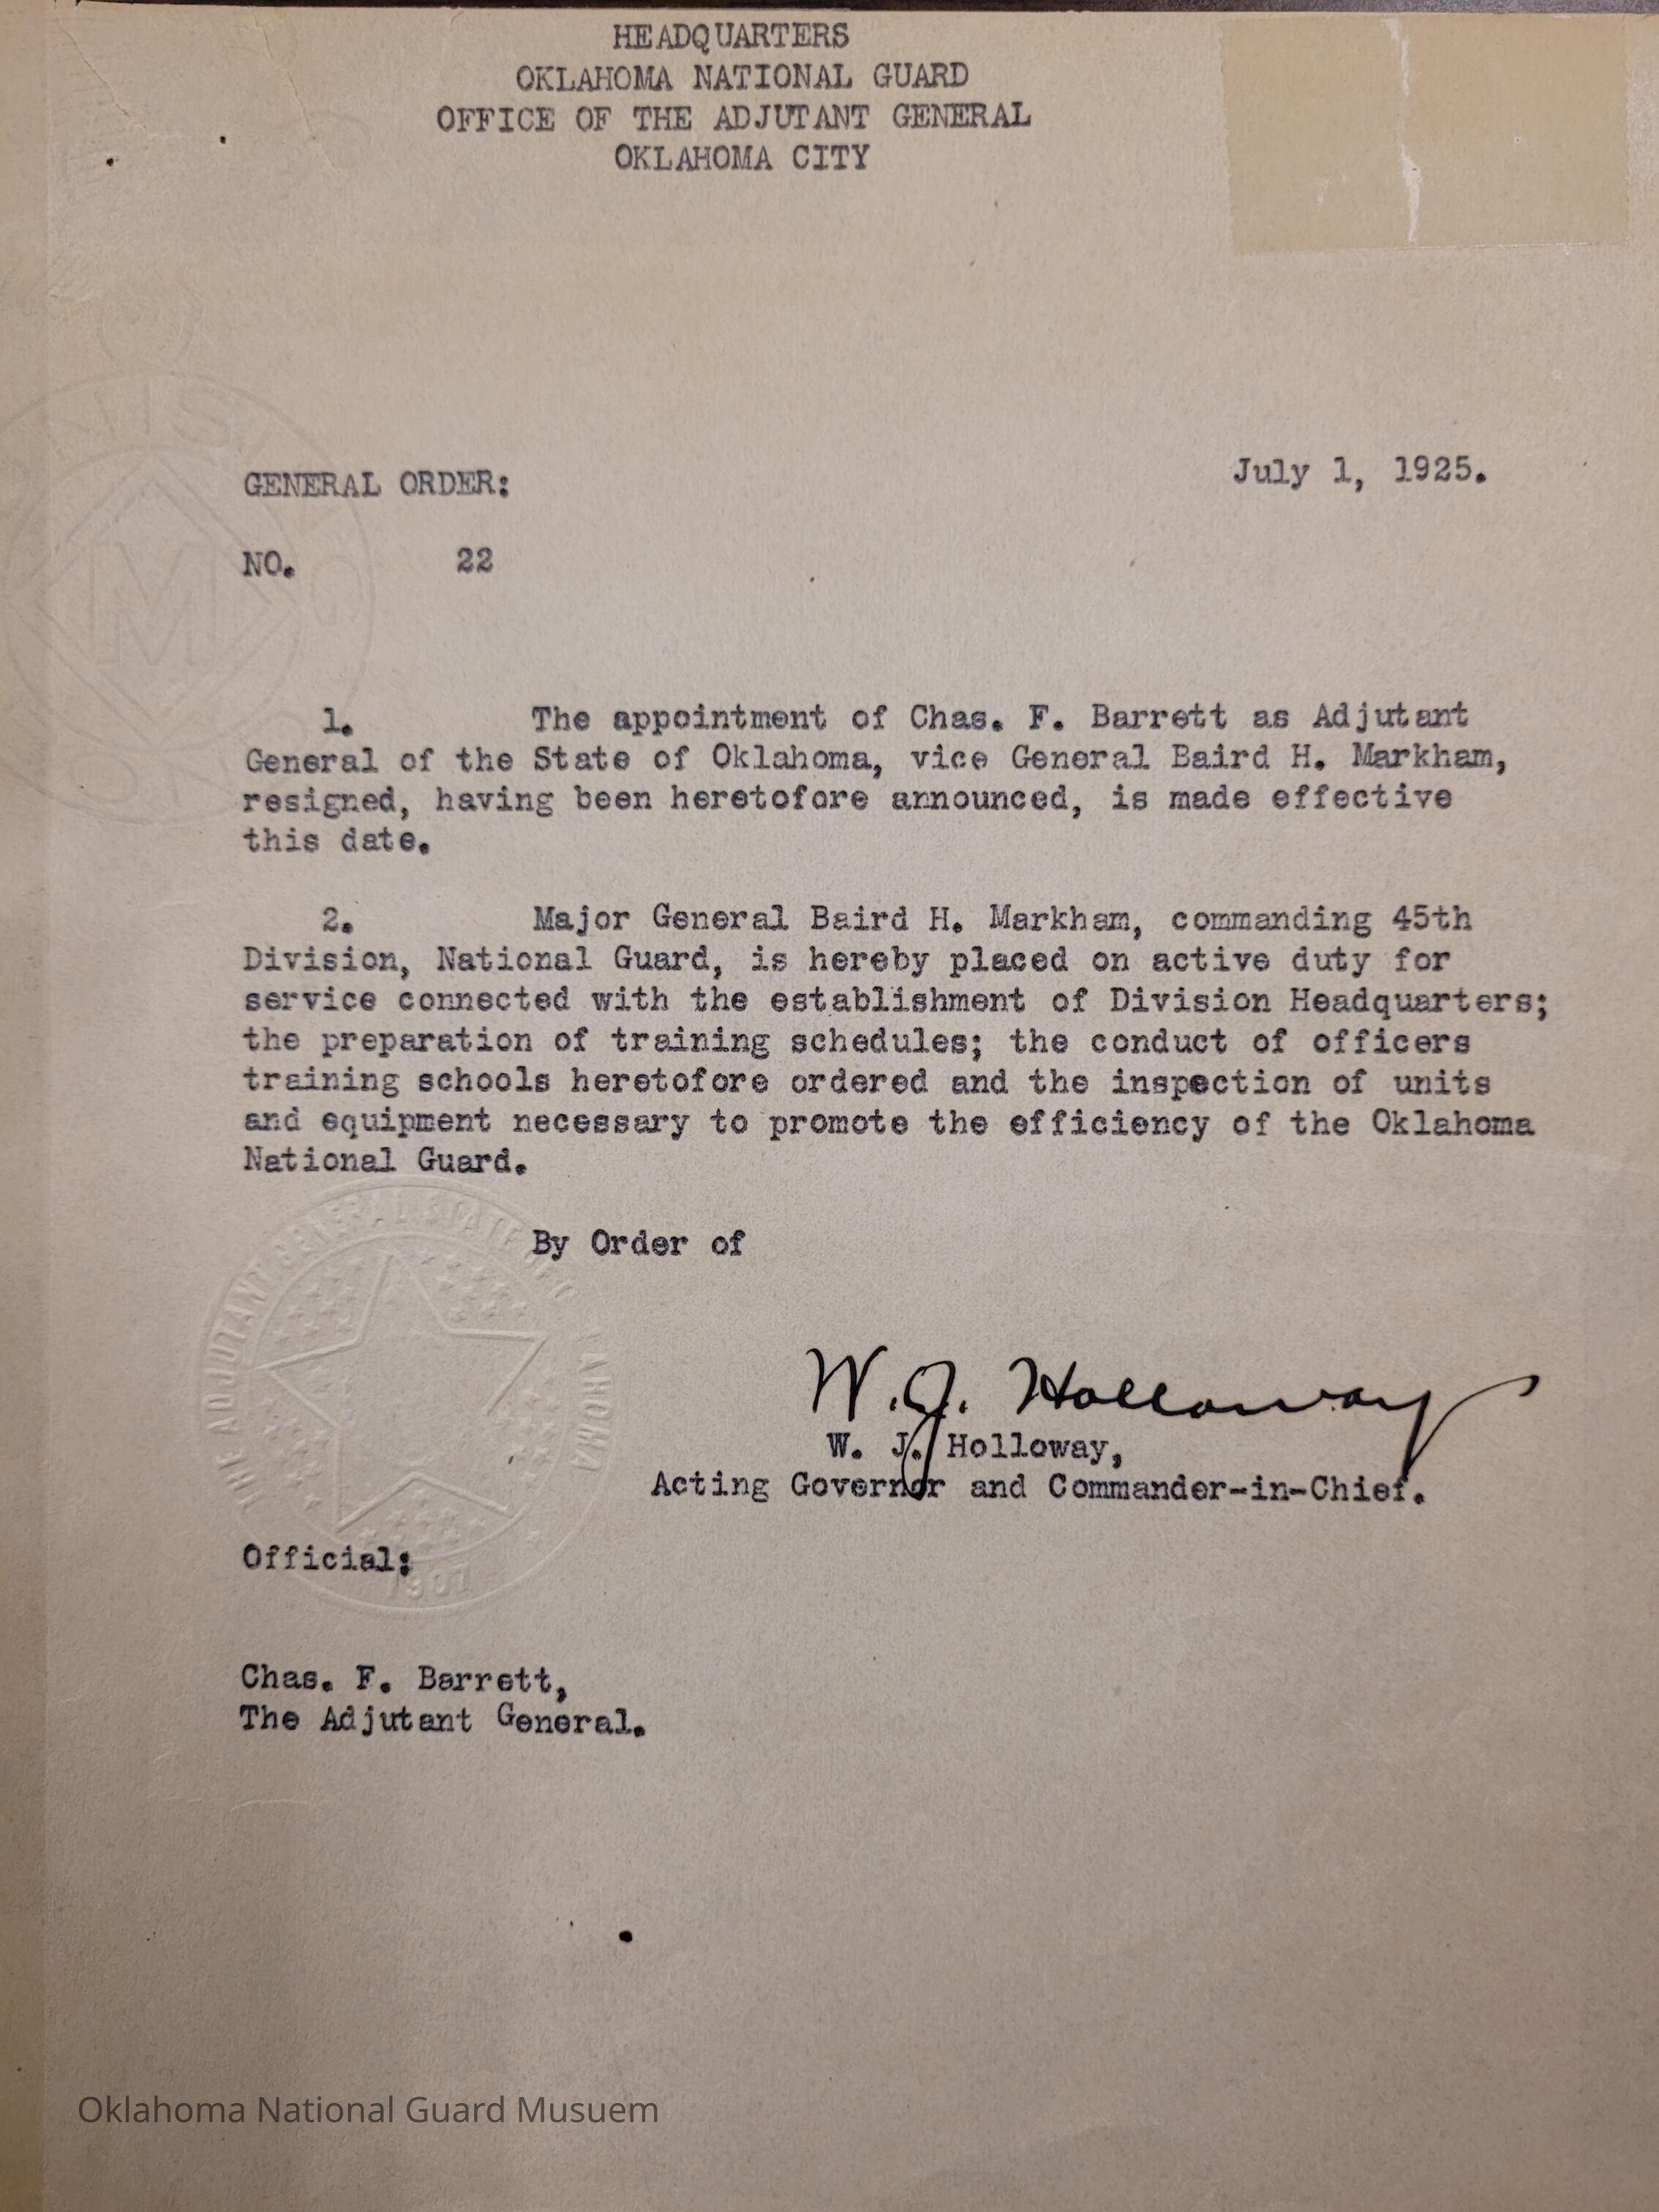 HEADQUARTERS
OKLAHOMA NATIONAL GUARD
OFFICE OF THE ADJUTANT GENERAL
OKLAHOMA CITY
GENERAL ORDER:
July 1, 1925.
NO. 22
1. The appointment of Chas. F. Barrett as Adjutant
General of the State of Oklahoma, vice General Baird H. Markham,
resigned, having been heretofore announced, is made effective
this date.
2. Major General Baird H. Markham, commanding 45th
Division, National Guard, is hereby placed on active duty for
service connected with the establishment of Division Headquarters;
the preparation of training schedules; the conduct of officers
training schools heretofore ordered and the inspection of units
and equipment necessary to promote the efficiency of the Oklahoma
National Guard.
By Order of
W. J. Holloway
W. J. Holloway,
Acting Governor and Commander-in-Chief.
THE ADJUTANT GENERAL STATE
1907
Official:
Chas. F. Barrett,
The Adjutant General.
Oklahoma National Guard Musuem